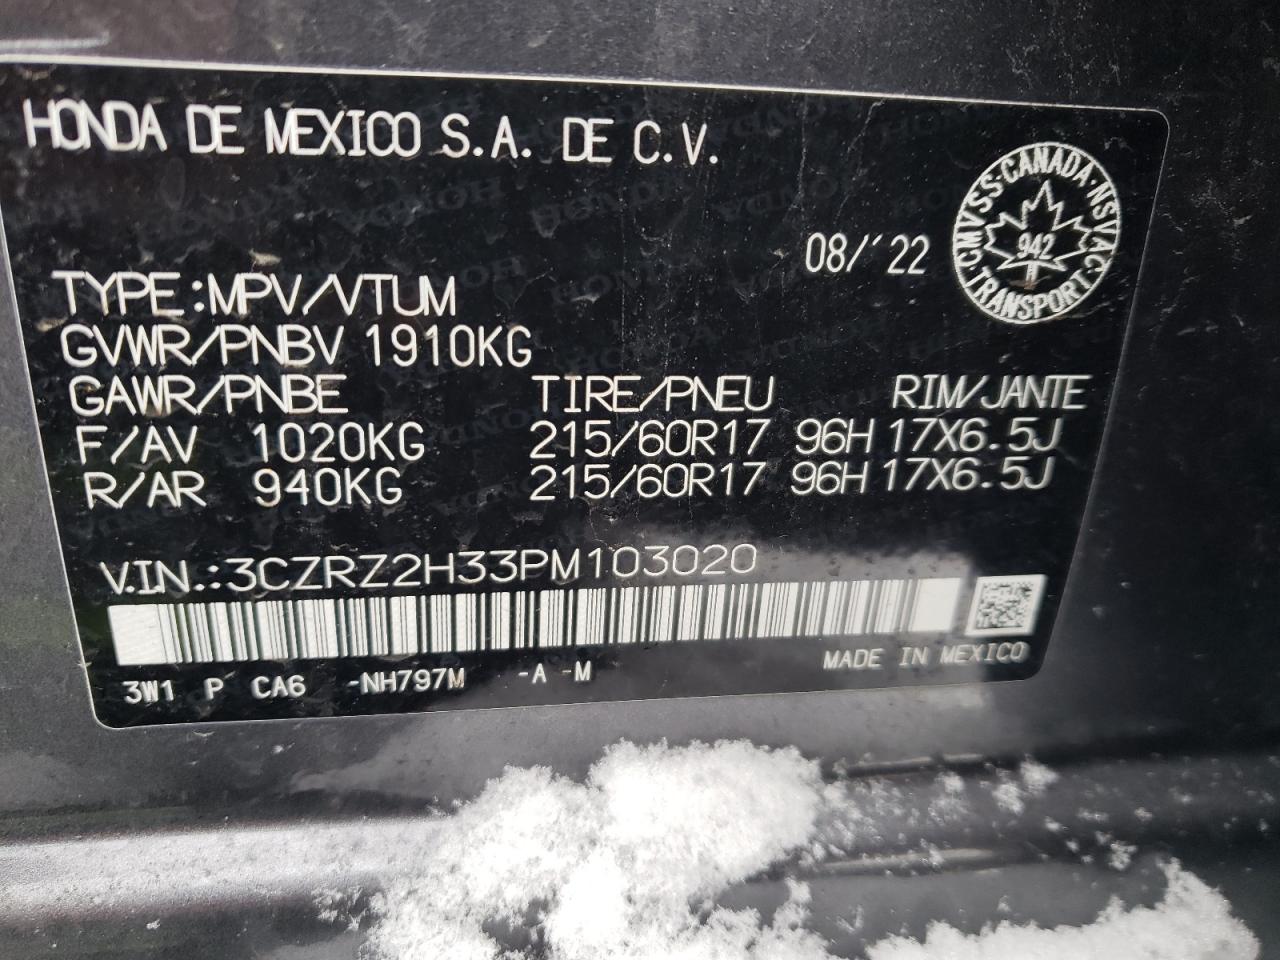 HONDA DE MEXICO S.A. DE C.V.
CMVSS·CANADA·NSVAC·TRANSPORT·
942
08/'22
TYPE:MPV/VTUM
GVWR/PNBV 1910KG
GAWR/PNBE TIRE/PNEU RIM/JANTE
F/AV 1020KG 215/60R17 96H 17X6.5J
R/AR 940KG 215/60R17 96H 17X6.5J
V.IN.:3CZRZ2H33PM103020
MADE IN MEXICO
3W1 P CA6 -NH797M -A -M